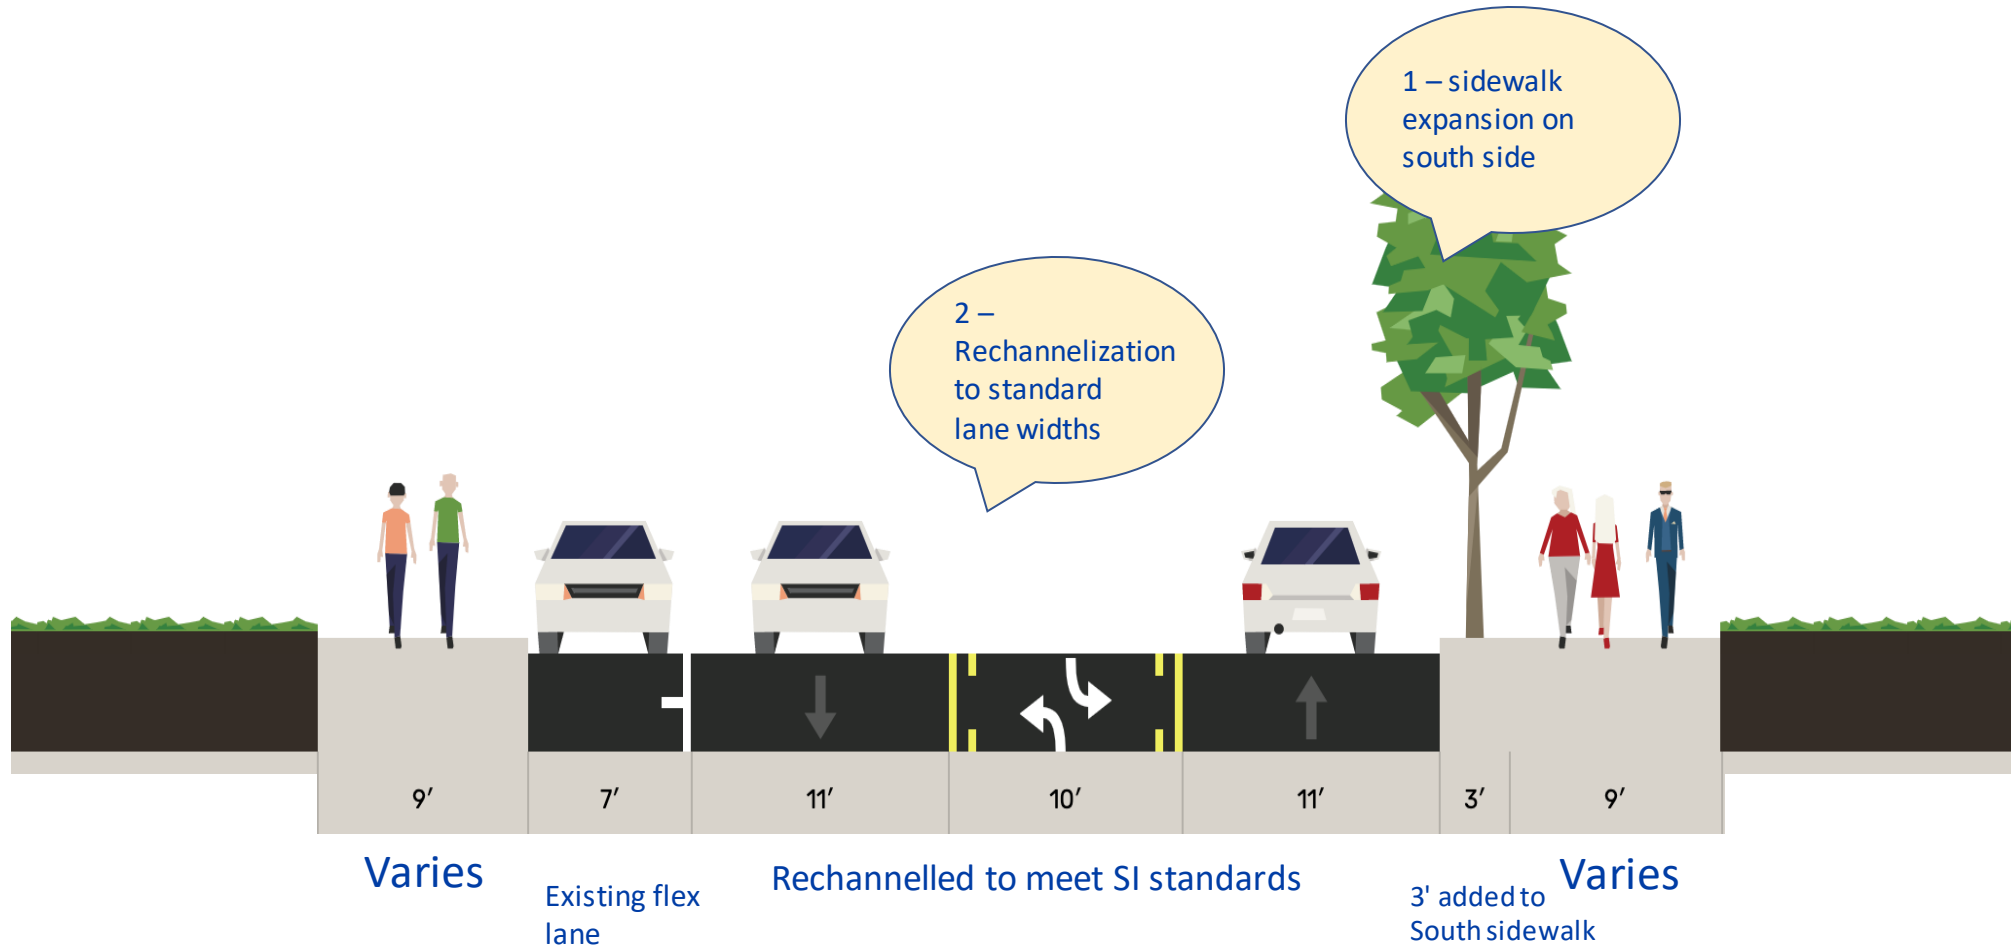 1 – sidewalk
expansion on
south side
2 –
Rechannelization
to standard
lane widths
9′ 7′ 11′ 10′ 11′ 3′ 9′
Varies
Existing flex
lane
Rechannelled to meet SI standards
3' added to
South sidewalk
Varies